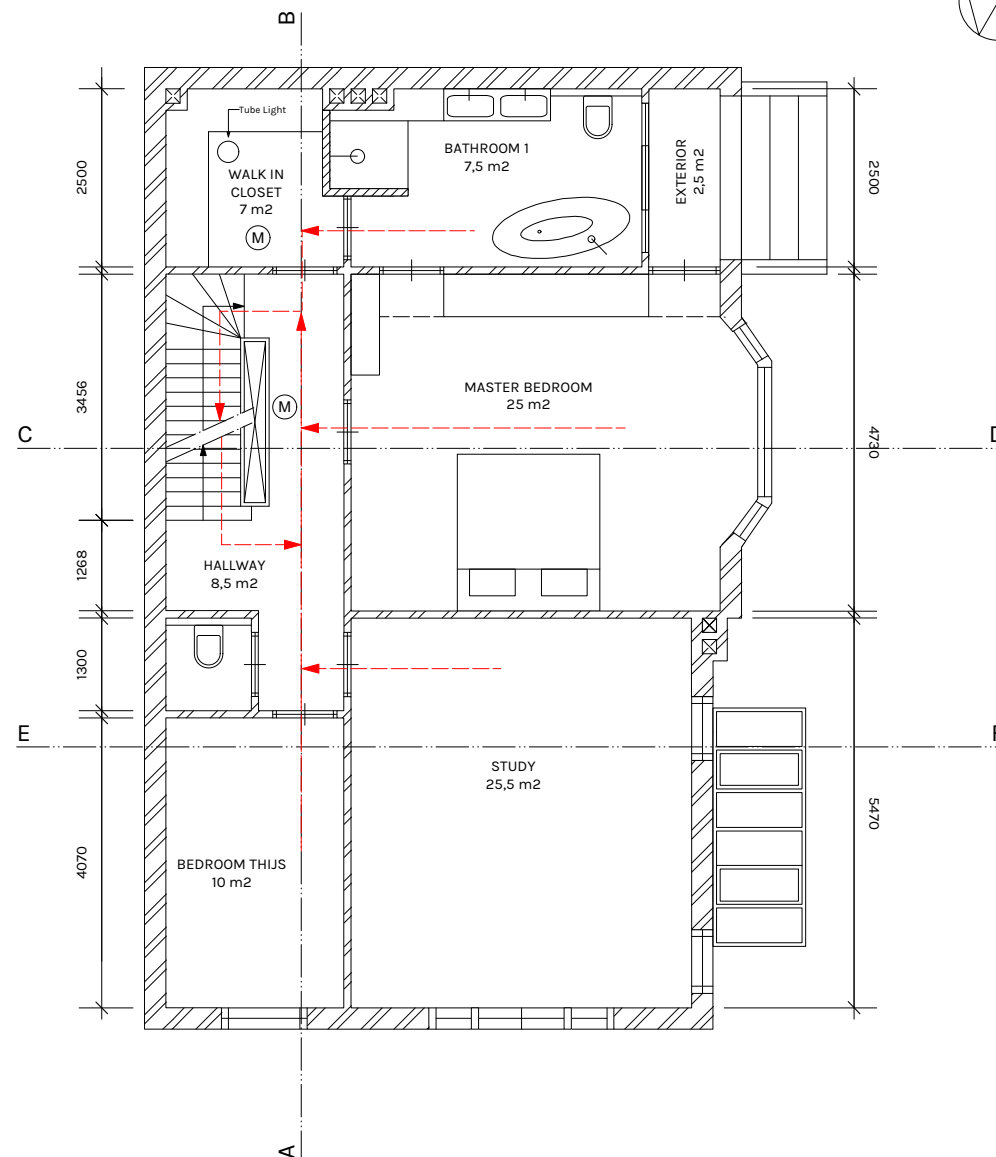 B
Tube Light
WALK IN
CLOSET
7 m2
M
BATHROOM 1
7,5 m2
EXTERIOR
2,5 m2
2500
2500
3456
M
MASTER BEDROOM
25 m2
C
D
4730
1268
HALLWAY
8,5 m2
1300
E
F
STUDY
25,5 m2
5470
4070
BEDROOM THIJS
10 m2
A